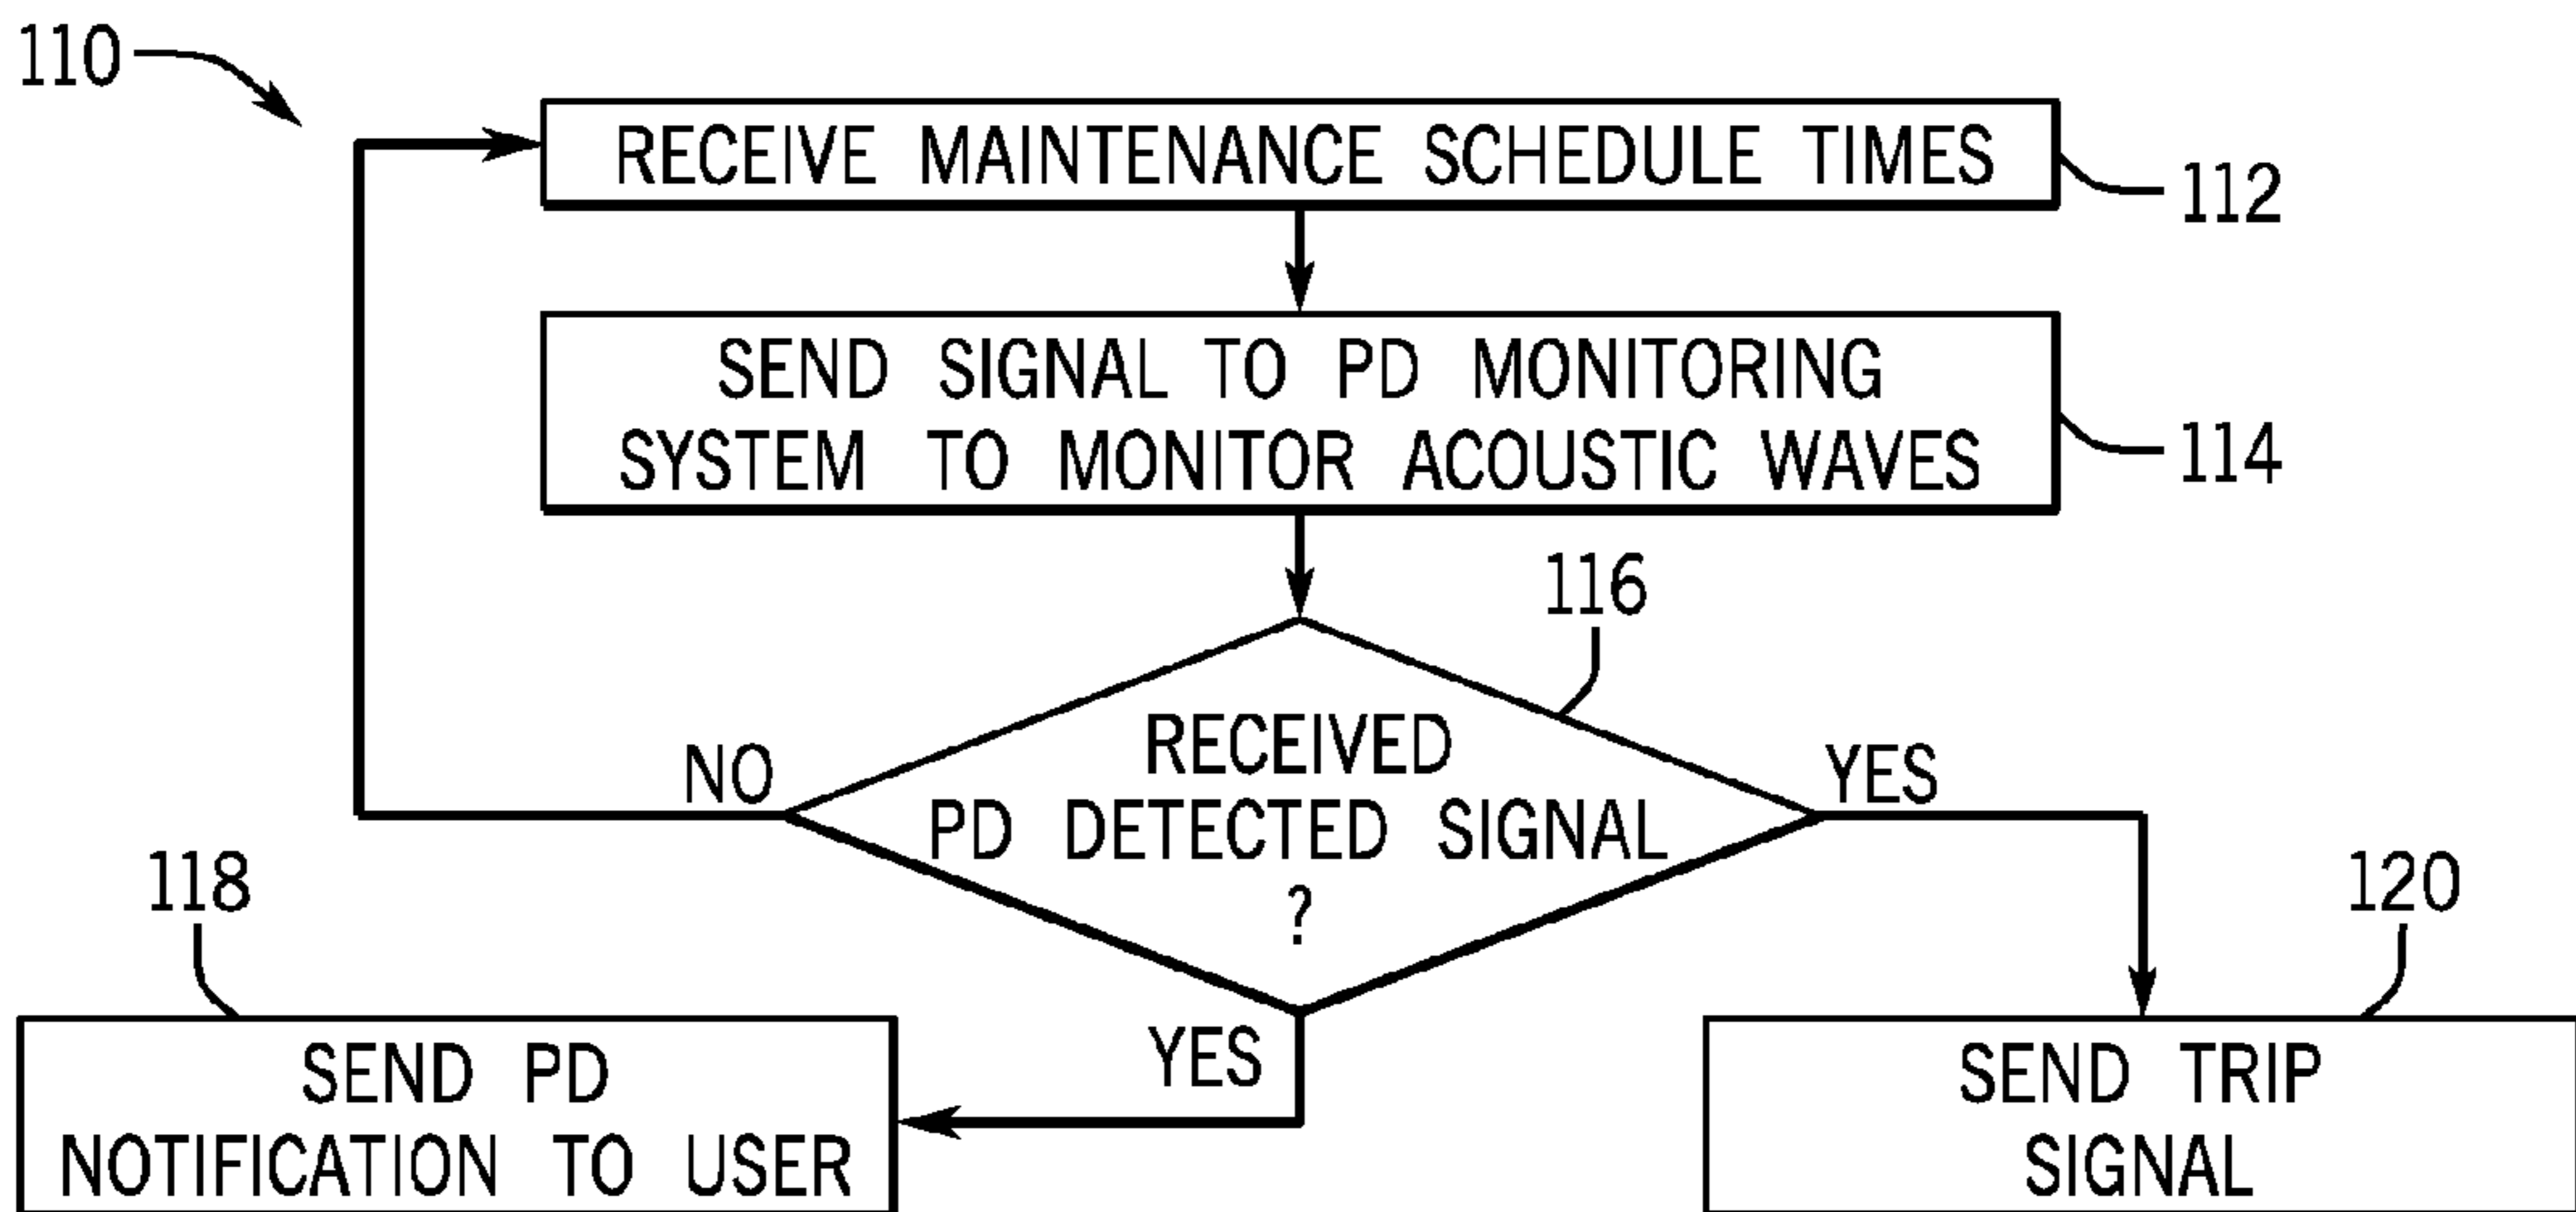 110
RECEIVE MAINTENANCE SCHEDULE TIMES
112
SEND SIGNAL TO PD MONITORING
SYSTEM TO MONITOR ACOUSTIC WAVES
114
116
RECEIVED
PD DETECTED SIGNAL
?
NO
YES
118
120
YES
SEND PD
NOTIFICATION TO USER
SEND TRIP
SIGNAL